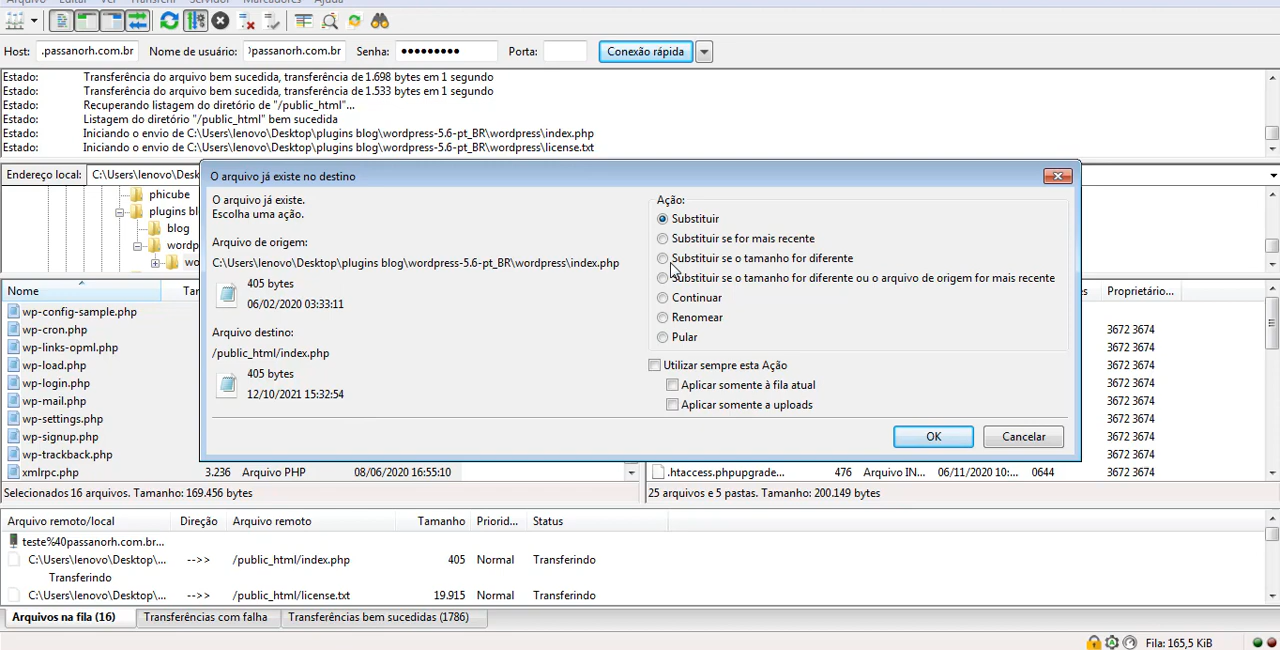 Arquivo Editar Ver Transferir Servidor Marcadores Ajuda
Host: .passanorh.com.br Nome de usuário: passanorh.com.br Senha: ●●●●●●●●● Porta: Conexão rápida
Estado: Transferência do arquivo bem sucedida, transferência de 1.698 bytes em 1 segundo
Estado: Transferência do arquivo bem sucedida, transferência de 1.533 bytes em 1 segundo
Estado: Recuperando listagem do diretório de "/public_html"...
Estado: Listagem do diretório "/public_html" bem sucedida
Estado: Iniciando o envio de C:\Users\lenovo\Desktop\plugins blog\wordpress-5.6-pt_BR\wordpress\index.php
Estado: Iniciando o envio de C:\Users\lenovo\Desktop\plugins blog\wordpress-5.6-pt_BR\wordpress\license.txt
Endereço local: C:\Users\lenovo\Desk
phicube
plugins bl
blog
wordp
wo
O arquivo já existe no destino
O arquivo já existe.
Escolha uma ação.
Arquivo de origem:
C:\Users\lenovo\Desktop\plugins blog\wordpress-5.6-pt_BR\wordpress\index.php
405 bytes
06/02/2020 03:33:11
Arquivo destino:
/public_html/index.php
405 bytes
12/10/2021 15:32:54
Ação:
Substituir
Substituir se for mais recente
Substituir se o tamanho for diferente
Substituir se o tamanho for diferente ou o arquivo de origem for mais recente
Continuar
Renomear
Pular
Utilizar sempre esta Ação
Aplicar somente à fila atual
Aplicar somente a uploads
OK Cancelar
Nome Tar
wp-config-sample.php
wp-cron.php
wp-links-opml.php
wp-load.php
wp-login.php
wp-mail.php
wp-settings.php
wp-signup.php
wp-trackback.php
xmlrpc.php 3.236 Arquivo PHP 08/06/2020 16:55:10
Selecionados 16 arquivos. Tamanho: 169.456 bytes
es Proprietário...
3672 3674
3672 3674
3672 3674
3672 3674
3672 3674
3672 3674
3672 3674
3672 3674
.htaccess.phpupgrade... 476 Arquivo IN... 06/11/2020 10:... 0644 3672 3674
25 arquivos e 5 pastas. Tamanho: 200.149 bytes
Arquivo remoto/local Direção Arquivo remoto Tamanho Priorid... Status
teste%40passanorh.com.br...
C:\Users\lenovo\Desktop\... -->> /public_html/index.php 405 Normal Transferindo
Transferindo
C:\Users\lenovo\Desktop\... -->> /public_html/license.txt 19.915 Normal Transferindo
Arquivos na fila (16) Transferências com falha Transferências bem sucedidas (1786)
Fila: 165,5 KiB